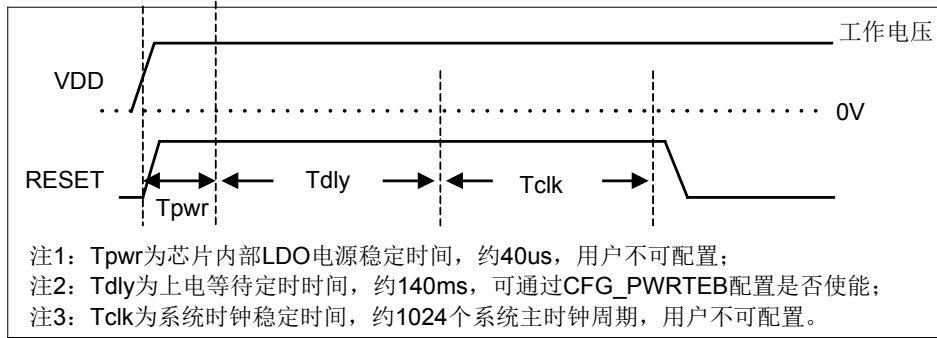 工作电压
VDD
0V
RESET
Tdly
Tclk
Tpwr
注1：Tpwr为芯片内部LDO电源稳定时间，约40us，用户不可配置；
注2：Tdly为上电等待定时时间，约140ms，可通过CFG_PWRTEB配置是否使能；
注3：Tclk为系统时钟稳定时间，约1024个系统主时钟周期，用户不可配置。